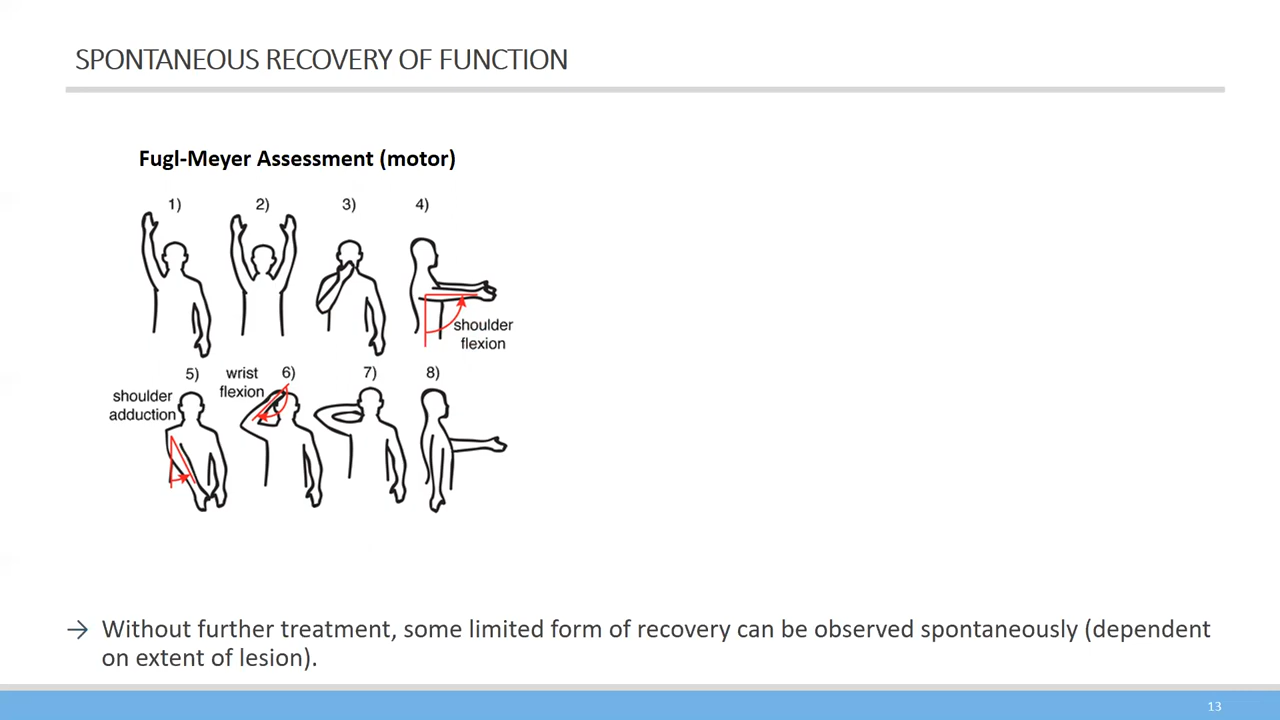 SPONTANEOUS RECOVERY OF FUNCTION
Fugl-Meyer Assessment (motor)
1)
2)
3)
4)
shoulder
flexion
5)
wrist
flexion
6)
7)
8)
shoulder
adduction
→ Without further treatment, some limited form of recovery can be observed spontaneously (dependent
on extent of lesion).
13